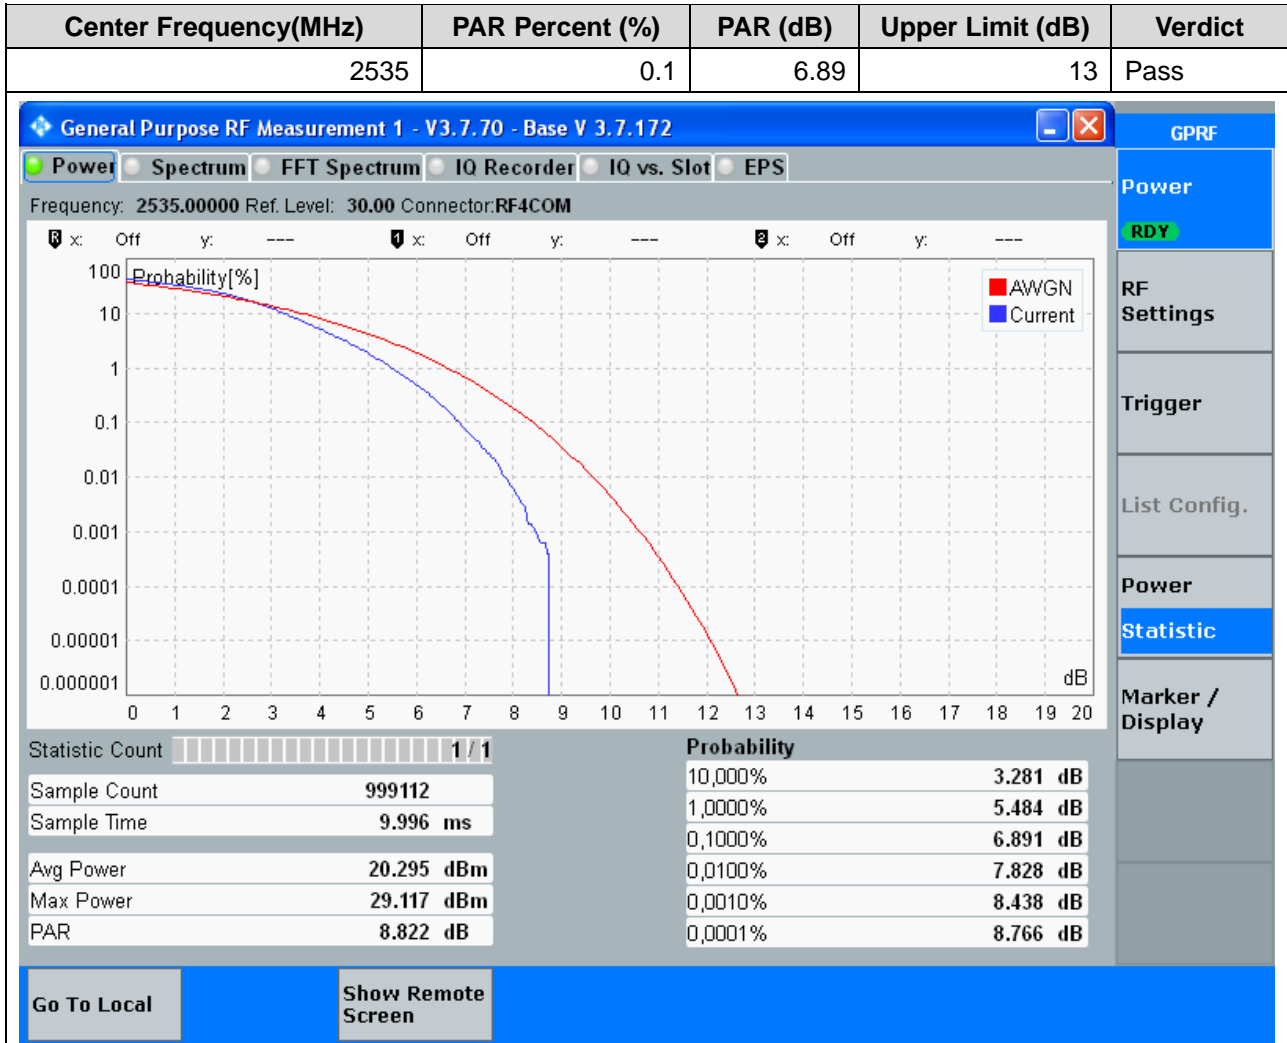 Center Frequency(MHz) PAR Percent (%) PAR (dB) Upper Limit (dB) Verdict
2535 0.1 6.89 13 Pass
General Purpose RF Measurement 1 - V3.7.70 - Base V 3.7.172
GPRF
Power Spectrum FFT Spectrum IQ Recorder IQ vs. Slot EPS
Power
RDY
Frequency: 2535.00000 Ref. Level: 30.00 Connector:RF4COM
R x: Off y: --- 1 x: Off y: --- 2 x: Off y: ---
Probability[%]
AWGN
Current
100
10
1
0.1
0.01
0.001
0.0001
0.00001
0.000001
dB
0 1 2 3 4 5 6 7 8 9 10 11 12 13 14 15 16 17 18 19 20
RF
Settings
Trigger
List Config.
Power
Statistic
Marker /
Display
Statistic Count 1 / 1
Sample Count 999112
Sample Time 9.996 ms
Avg Power 20.295 dBm
Max Power 29.117 dBm
PAR 8.822 dB
Probability
10,000% 3.281 dB
1,0000% 5.484 dB
0,1000% 6.891 dB
0,0100% 7.828 dB
0,0010% 8.438 dB
0,0001% 8.766 dB
Go To Local
Show Remote
Screen